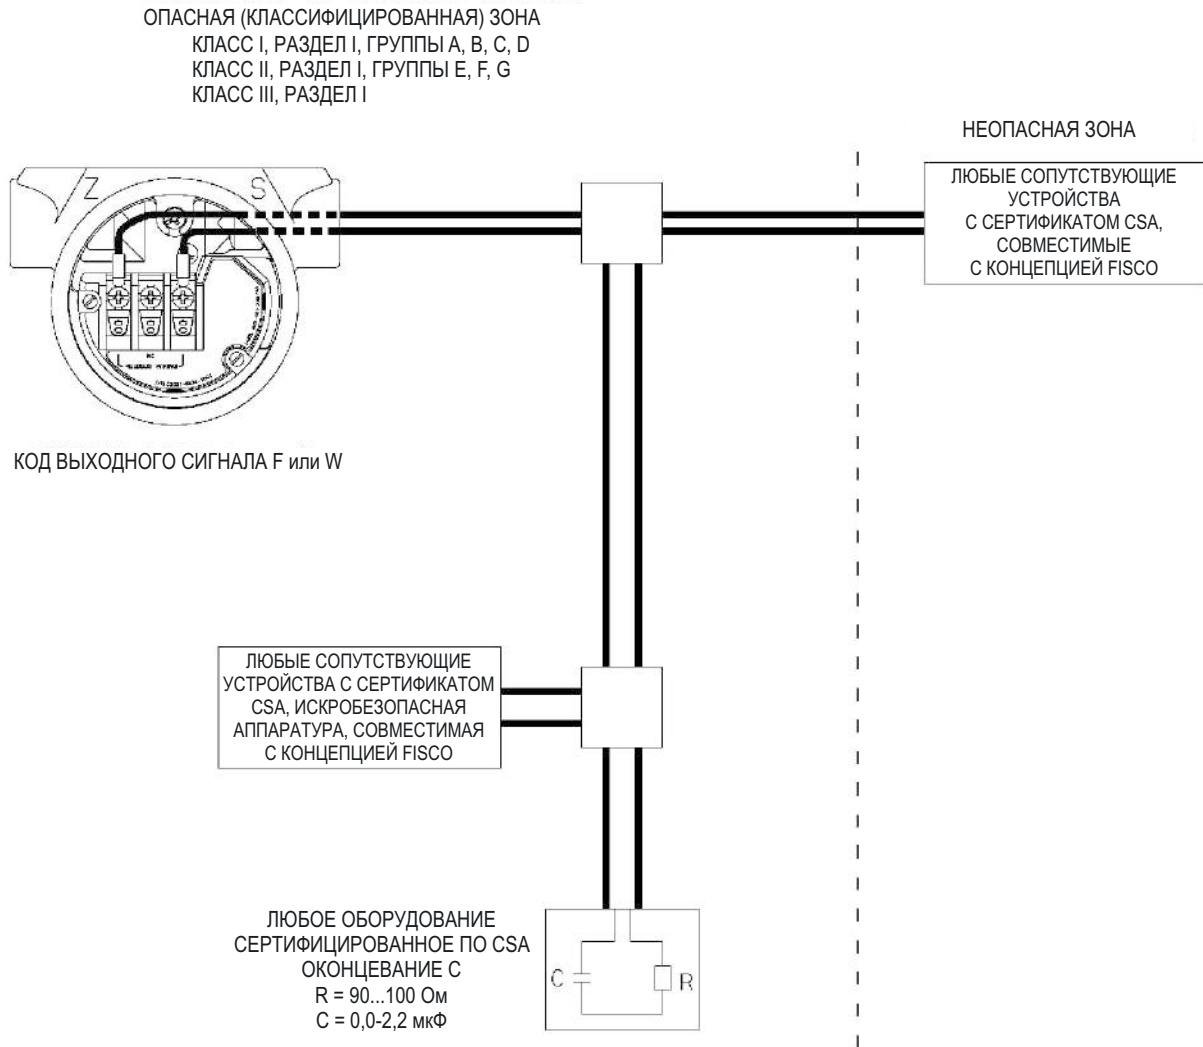 ОПАСНАЯ (КЛАССИФИЦИРОВАННАЯ) ЗОНА
КЛАСС I, РАЗДЕЛ I, ГРУППЫ A, B, C, D
КЛАСС II, РАЗДЕЛ I, ГРУППЫ E, F, G
КЛАСС III, РАЗДЕЛ I
НЕОПАСНАЯ ЗОНА
ЛЮБЫЕ СОПУТСТВУЮЩИЕ
УСТРОЙСТВА
С СЕРТИФИКАТОМ CSA,
СОВМЕСТИМЫЕ
С КОНЦЕПЦИЕЙ FISCO
КОД ВЫХОДНОГО СИГНАЛА F или W
ЛЮБЫЕ СОПУТСТВУЮЩИЕ
УСТРОЙСТВА С СЕРТИФИКАТОМ
CSA, ИСКРОБЕЗОПАСНАЯ
АППАРАТУРА, СОВМЕСТИМАЯ
С КОНЦЕПЦИЕЙ FISCO
ЛЮБОЕ ОБОРУДОВАНИЕ
СЕРТИФИЦИРОВАННОЕ ПО CSA
ОКОНЦЕВАНИЕ С
R = 90...100 Ом
C = 0,0-2,2 мкФ
C
R